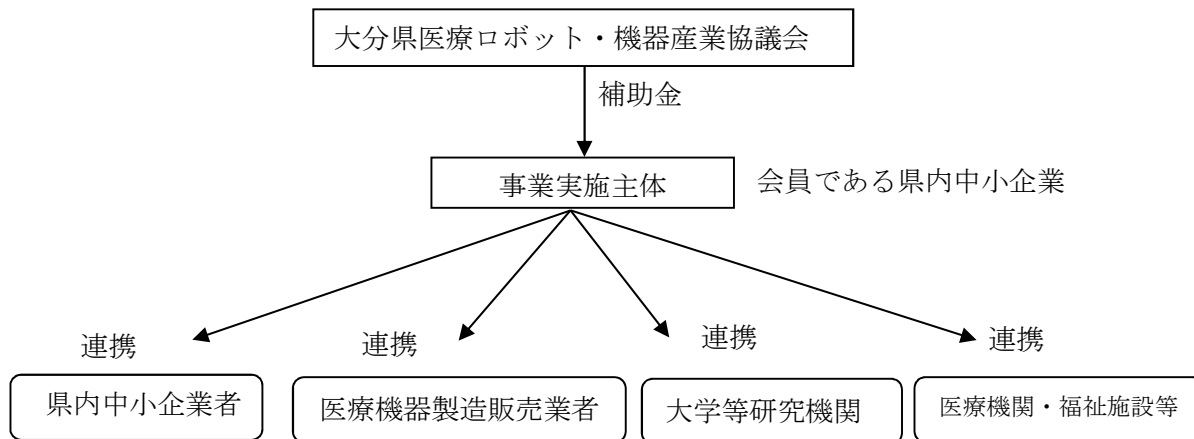 大分県医療ロボット・機器産業協議会
補助金
事業実施主体
会員である県内中小企業
連携
連携
連携
連携
県内中小企業者
医療機器製造販売業者
大学等研究機関
医療機関・福祉施設等